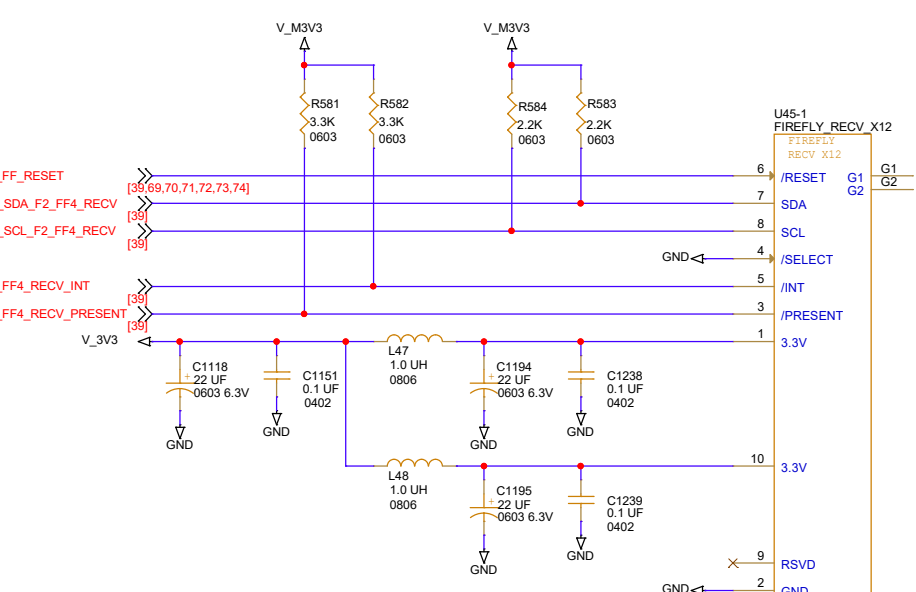 V_M3V3
V_M3V3
R581
3.3K
0603
R582
3.3K
0603
R584
2.2K
0603
R583
2.2K
0603
U45-1
FIREFLY_RECV_X12
FIREFLY
RECV X12
_FF_RESET
[39,69,70,71,72,73,74]
6
/RESET
G1
G1
G2
G2
_SDA_F2_FF4_RECV
[39]
7
SDA
_SCL_F2_FF4_RECV
[39]
8
SCL
GND
4
/SELECT
_FF4_RECV_INT
[39]
5
/INT
_FF4_RECV_PRESENT
[39]
3
/PRESENT
V_3V3
1
3.3V
L47
1.0 UH
0806
C1118
+
22 UF
0603 6.3V
GND
C1151
0.1 UF
0402
GND
C1194
+
22 UF
0603 6.3V
GND
C1238
0.1 UF
0402
GND
10
3.3V
L48
1.0 UH
0806
C1195
+
22 UF
0603 6.3V
GND
C1239
0.1 UF
0402
GND
9
RSVD
GND
2
GND